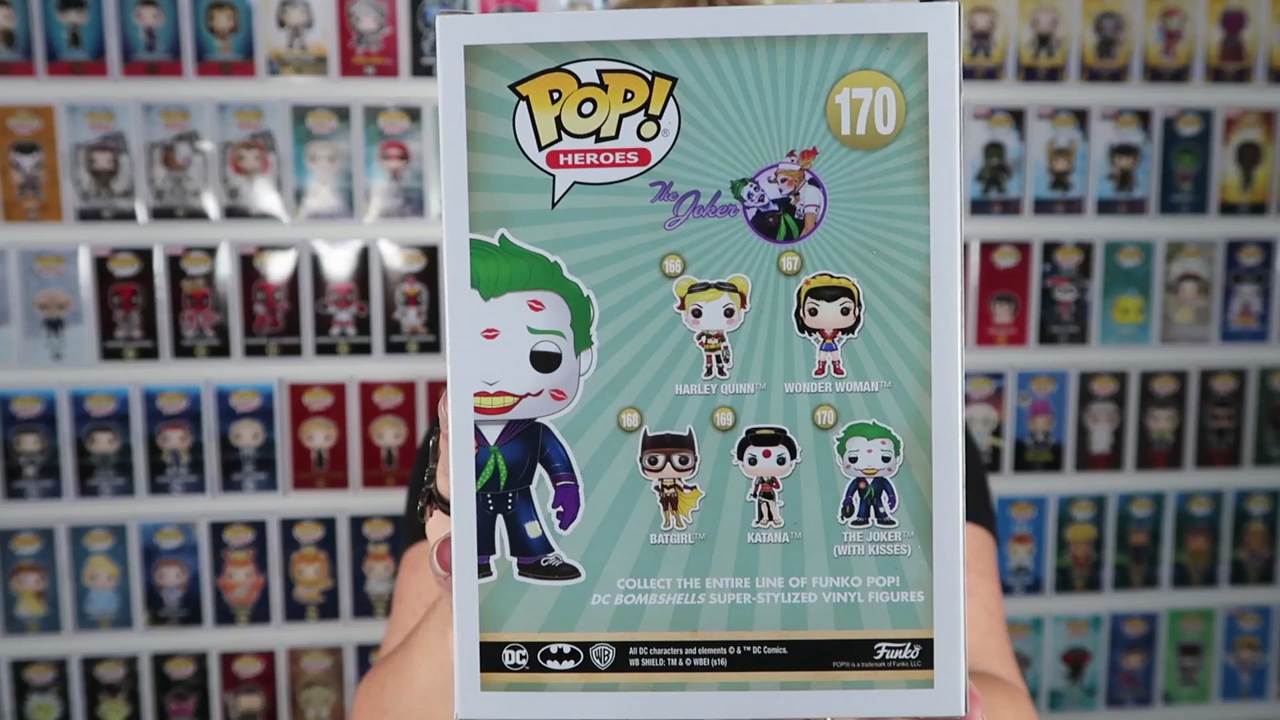 POP!®
HEROES
170
The Joker
166
167
HARLEY QUINN™
WONDER WOMAN™
168
169
170
BATGIRL™
KATANA™
THE JOKER™
(WITH KISSES)
COLLECT THE ENTIRE LINE OF FUNKO POP!
DC BOMBSHELLS SUPER-STYLIZED VINYL FIGURES
DC
WB
All DC characters and elements © & ™ DC Comics.
WB SHIELD: TM & © WBEI (s16)
Funko
POP!® is a trademark of Funko, LLC